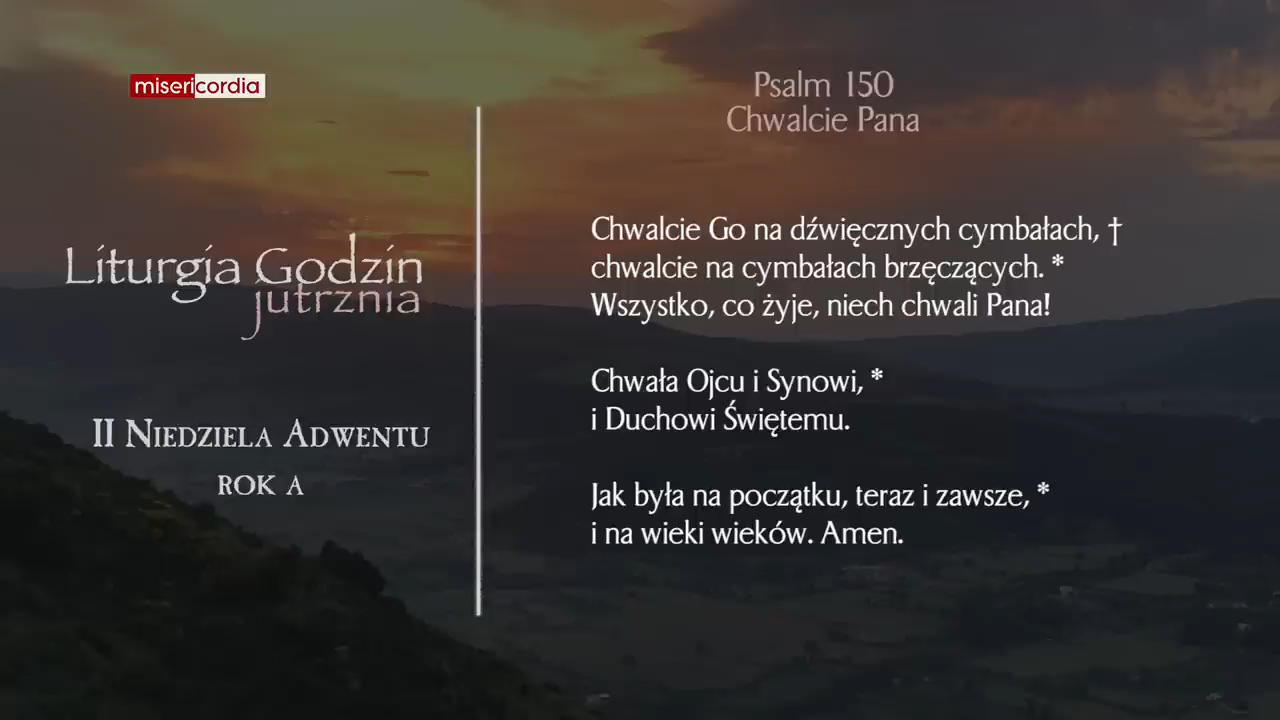 misericordia
Liturgia Godzin
jutrznia
II Niedziela Adwentu
rok A
Psalm 150
Chwalcie Pana
Chwalcie Go na dźwięcznych cymbałach, †
chwalcie na cymbałach brzęczących. *
Wszystko, co żyje, niech chwali Pana!
Chwała Ojcu i Synowi, *
i Duchowi Świętemu.
Jak była na początku, teraz i zawsze, *
i na wieki wieków. Amen.